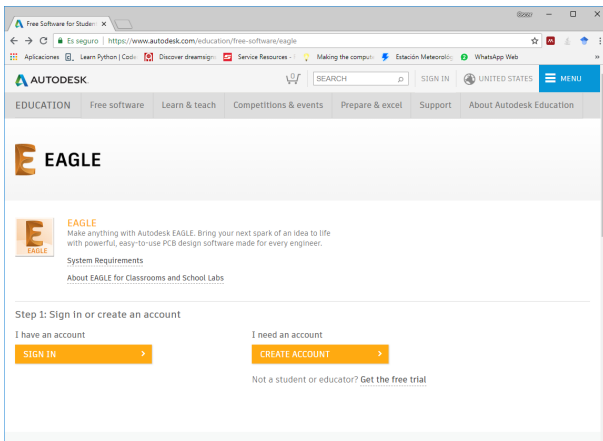 Free Software for Student
Es seguro | https://www.autodesk.com/education/free-software/eagle
Aplicaciones Learn Python | Code Discover dreamsign Service Resources - Making the compute Estación Meteoroló WhatsApp Web »
AUTODESK. SEARCH SIGN IN UNITED STATES MENU
EDUCATION Free software Learn & teach Competitions & events Prepare & excel Support About Autodesk Education
EAGLE
EAGLE
Make anything with Autodesk EAGLE. Bring your next spark of an idea to life
with powerful, easy-to-use PCB design software made for every engineer.
EAGLE
System Requirements
About EAGLE for Classrooms and School Labs
Step 1: Sign in or create an account
I have an account I need an account
SIGN IN > CREATE ACCOUNT >
Not a student or educator? Get the free trial